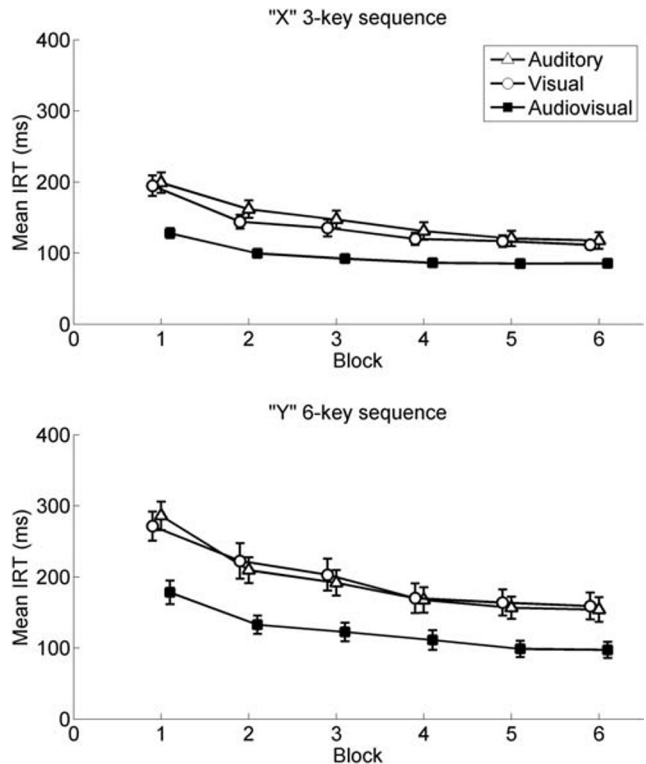 "X" 3-key sequence
400
300
200
100
0
Mean IRT (ms)
Auditory
Visual
Audiovisual
0 1 2 3 4 5 6
Block
"Y" 6-key sequence
400
300
200
100
0
Mean IRT (ms)
0 1 2 3 4 5 6
Block